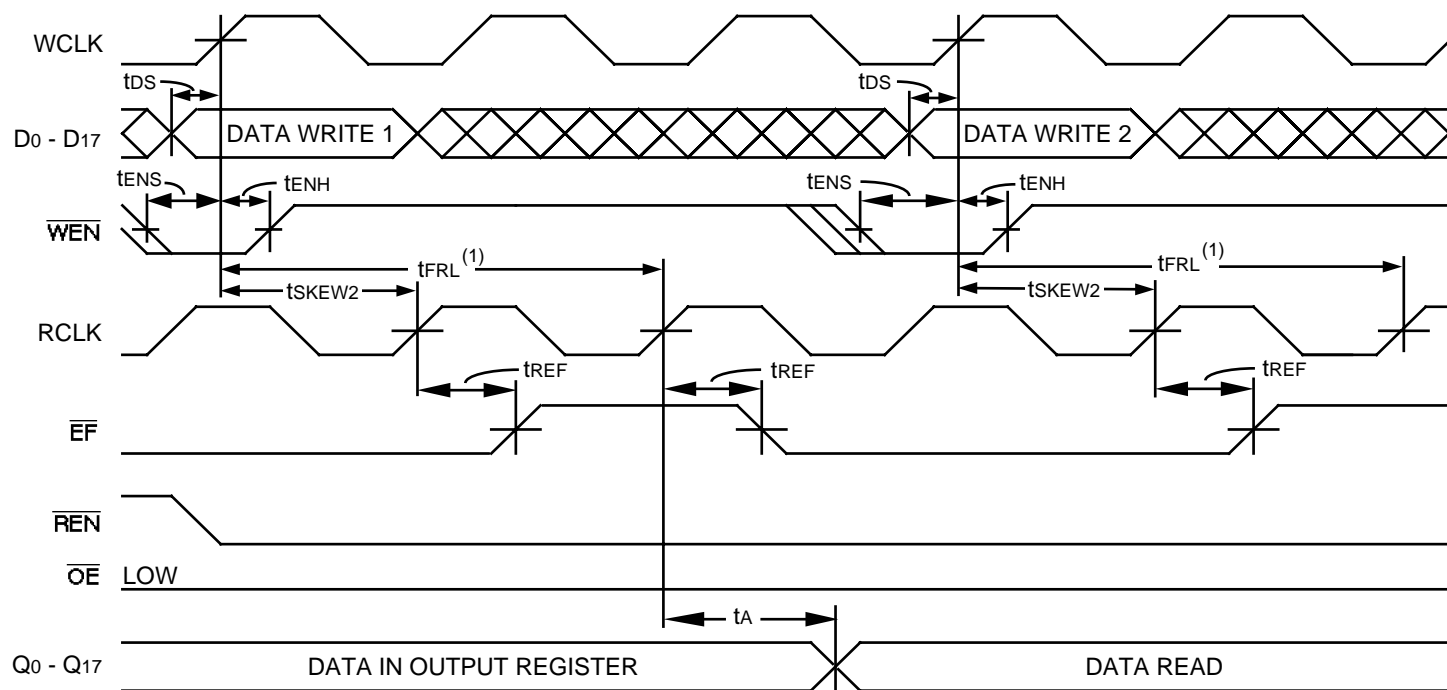 WCLK
tDS tDS
D0 - D17 DATA WRITE 1 DATA WRITE 2
tENS tENH tENS tENH
WEN
tFRL (1) tFRL (1)
tSKEW2 tSKEW2
RCLK
tREF tREF tREF
EF
REN
OE LOW
tA
Q0 - Q17 DATA IN OUTPUT REGISTER DATA READ